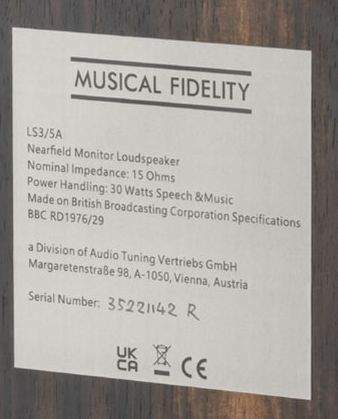 MUSICAL FIDELITY
LS3/5A
Nearfield Monitor Loudspeaker
Nominal Impedance: 15 Ohms
Power Handling: 30 Watts Speech &Music
Made on British Broadcasting Corporation Specifications
BBC RD1976/29
a Division of Audio Tuning Vertriebs GmbH
Margaretenstraße 98, A-1050, Vienna, Austria
Serial Number: 35221142 R
UK
CA CE